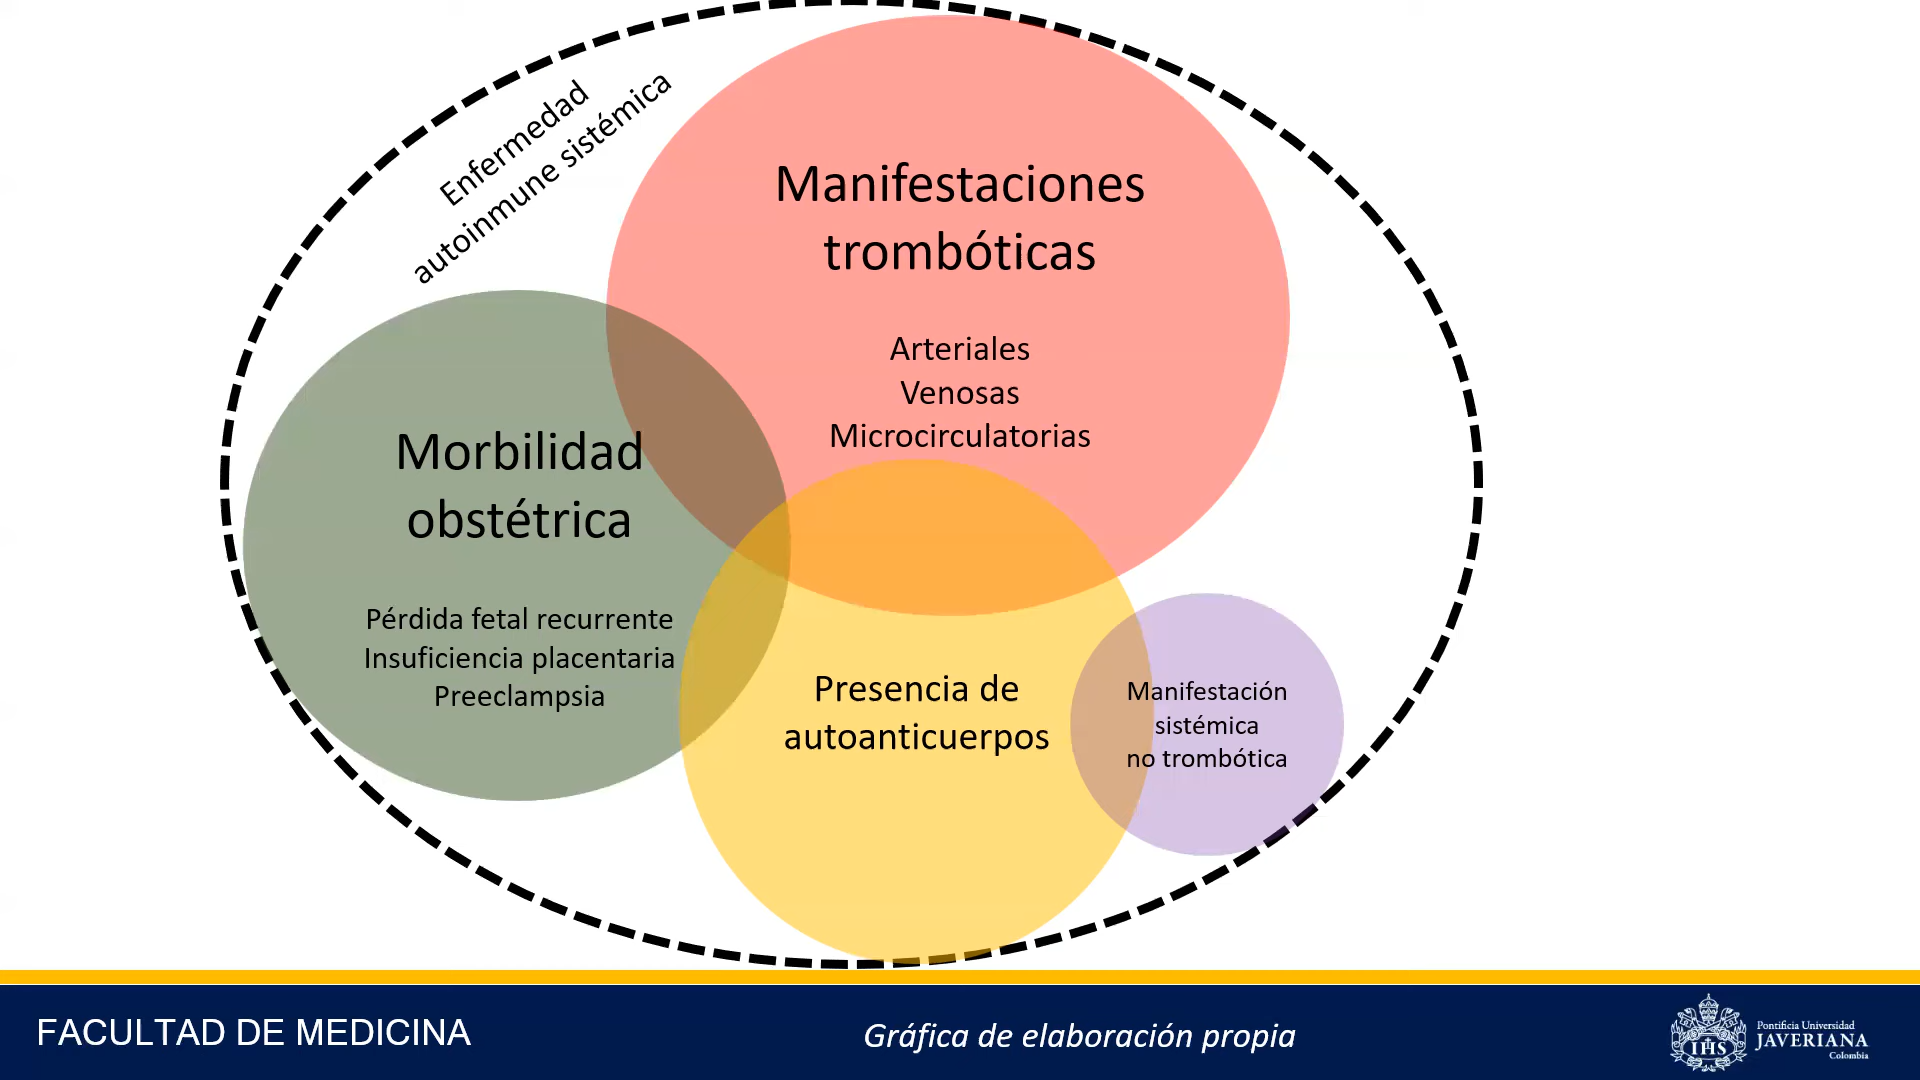 Enfermedad
autoinmune sistémica
Manifestaciones
trombóticas
Arteriales
Venosas
Microcirculatorias
Morbilidad
obstétrica
Pérdida fetal recurrente
Insuficiencia placentaria
Preeclampsia
Presencia de
autoanticuerpos
Manifestación
sistémica
no trombótica
FACULTAD DE MEDICINA
Gráfica de elaboración propia
IHS
Pontificia Universidad
JAVERIANA
Colombia